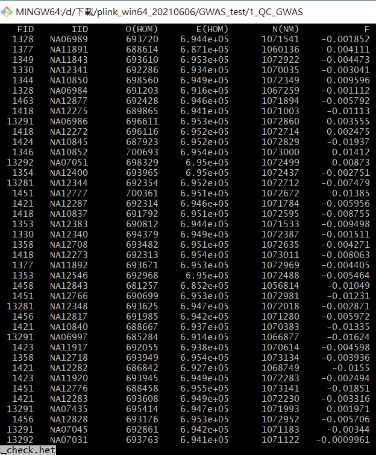 MINGW64:/d/下載/plink_win64_20210606/GWAS_test/1_QC_GWAS
FID IID O(HOM) E(HOM) N(NM) F
1328 NA06989 693720 6.944e+05 1071541 -0.001852
1377 NA11891 688614 6.871e+05 1060136 0.004111
1349 NA11843 693610 6.953e+05 1072922 -0.004473
1330 NA12341 692286 6.934e+05 1070035 -0.003041
1344 NA10850 698560 6.949e+05 1072349 0.009596
1328 NA06984 691203 6.916e+05 1067259 -0.001112
1463 NA12877 692428 6.946e+05 1071894 -0.005792
1418 NA12275 689865 6.941e+05 1071003 -0.01113
13291 NA06986 696611 6.953e+05 1072860 0.003555
1418 NA12272 696116 6.952e+05 1072714 0.002475
1424 NA10845 687923 6.952e+05 1072829 -0.01937
1346 NA10852 700693 6.954e+05 1073000 0.01412
13292 NA07051 698329 6.95e+05 1072499 0.00873
1354 NA12400 693965 6.95e+05 1072437 -0.002751
13281 NA12344 692354 6.952e+05 1072712 -0.007479
1451 NA12777 700361 6.951e+05 1072672 0.01385
1421 NA12287 692314 6.946e+05 1071784 -0.005956
1418 NA10837 691792 6.951e+05 1072595 -0.008755
1353 NA12383 690812 6.944e+05 1071533 -0.009498
1330 NA12340 694379 6.949e+05 1072387 -0.001511
1358 NA12708 693482 6.951e+05 1072635 -0.004271
1418 NA12273 692313 6.954e+05 1073011 -0.008063
1377 NA11892 693671 6.953e+05 1072969 -0.004405
1353 NA12546 692968 6.95e+05 1072488 -0.005464
1458 NA12843 681257 6.852e+05 1056814 -0.01049
1451 NA12766 690699 6.953e+05 1072981 -0.01231
13281 NA12348 693625 6.947e+05 1072018 -0.002871
1456 NA12817 691985 6.942e+05 1071280 -0.005972
1421 NA10840 688667 6.937e+05 1070383 -0.01335
13291 NA06997 685284 6.914e+05 1066877 -0.01624
1423 NA11917 692055 6.938e+05 1070614 -0.004598
1358 NA12718 693949 6.954e+05 1073134 -0.003936
1421 NA12282 686842 6.927e+05 1068749 -0.0155
1423 NA11920 693945 6.949e+05 1072283 -0.002494
1451 NA12776 688458 6.955e+05 1073141 -0.01851
1421 NA12283 693608 6.949e+05 1072230 -0.003316
13291 NA07435 695414 6.947e+05 1071993 0.001971
1456 NA12828 693176 6.953e+05 1072952 -0.005706
13291 NA07045 692861 6.942e+05 1071183 -0.00344
13292 NA07031 693763 6.941e+05 1071122 -0.0009961
_check.het